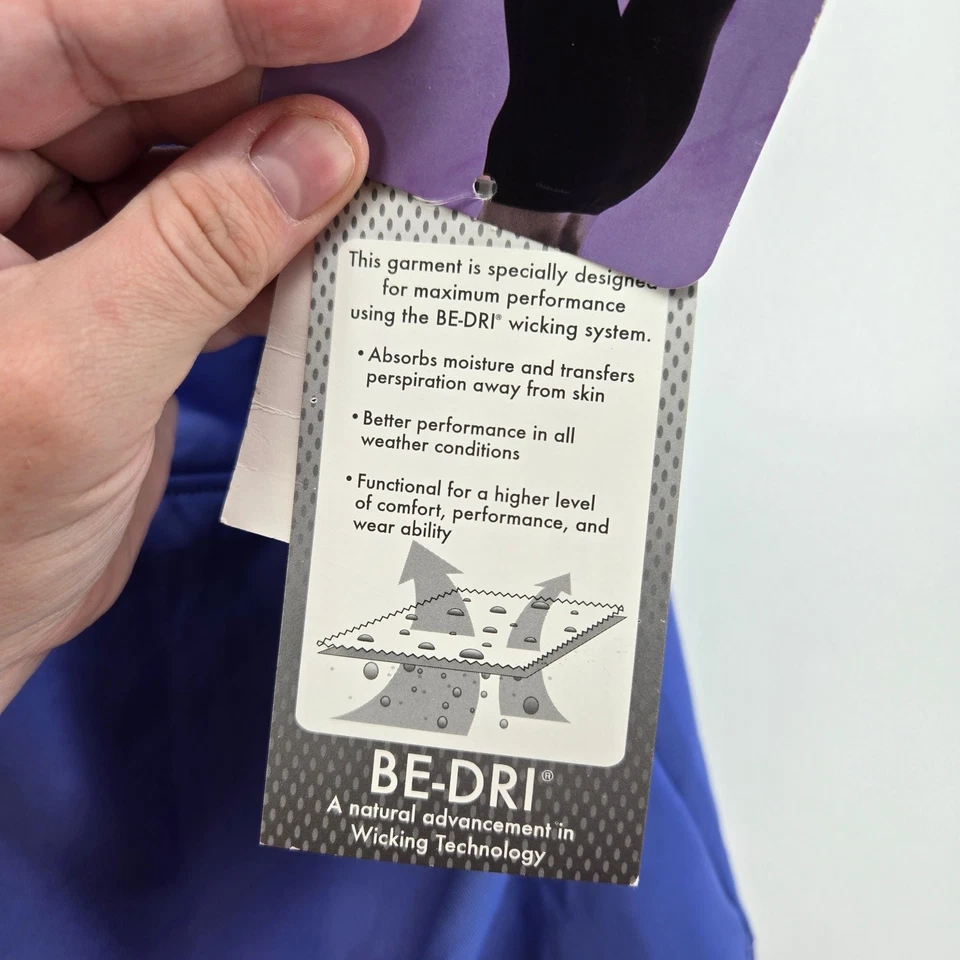 This garment is specially designed
for maximum performance
using the BE-DRI® wicking system.
• Absorbs moisture and transfers
perspiration away from skin
• Better performance in all
weather conditions
• Functional for a higher level
of comfort, performance, and
wear ability
BE-DRI®
A natural advancement in
Wicking Technology